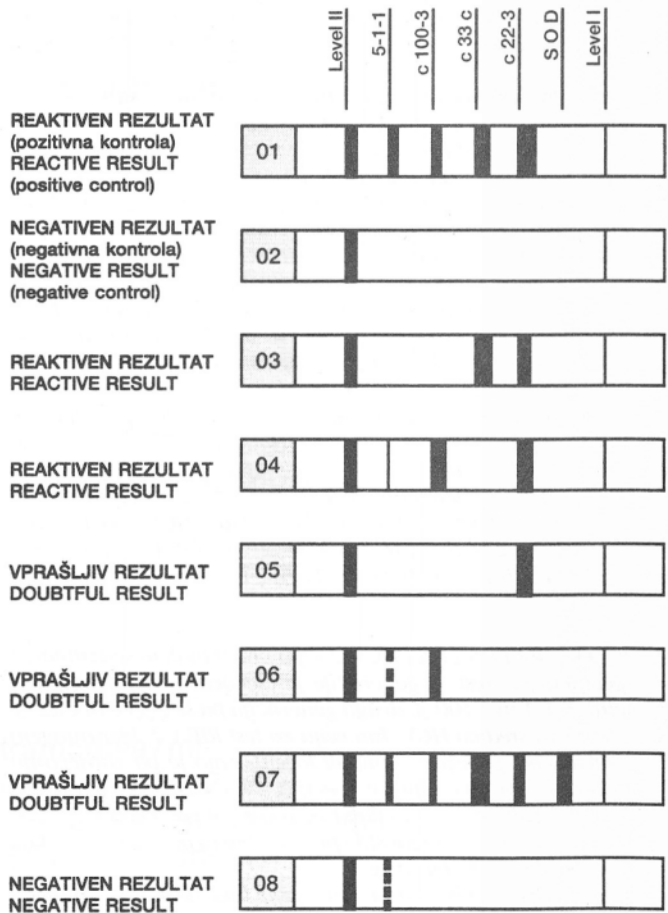 Level II
5-1-1
c 100-3
c 33 c
c 22-3
S O D
Level I
REAKTIVEN REZULTAT
(pozitivna kontrola)
REACTIVE RESULT
(positive control)
01
NEGATIVEN REZULTAT
(negativna kontrola)
NEGATIVE RESULT
(negative control)
02
REAKTIVEN REZULTAT
REACTIVE RESULT
03
REAKTIVEN REZULTAT
REACTIVE RESULT
04
VPRAŠLJIV REZULTAT
DOUBTFUL RESULT
05
VPRAŠLJIV REZULTAT
DOUBTFUL RESULT
06
VPRAŠLJIV REZULTAT
DOUBTFUL RESULT
07
NEGATIVEN REZULTAT
NEGATIVE RESULT
08